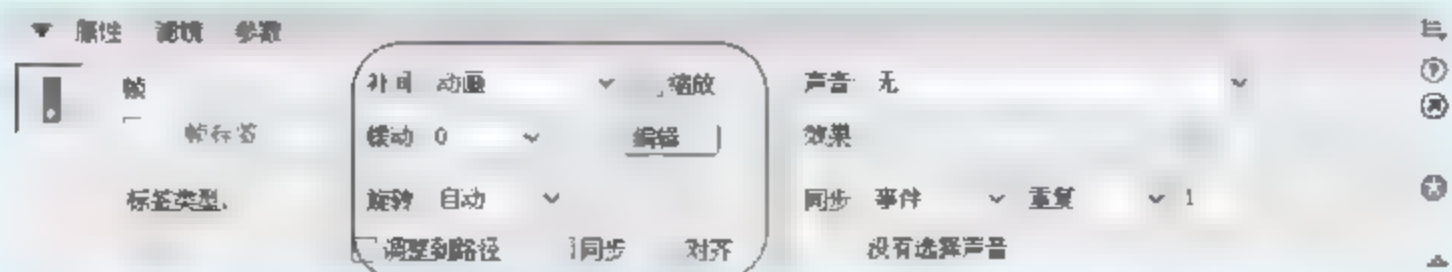 属性 滤镜 参数
帧 补间 动画 缩放 声音 无
帧标签 缓动 0 编辑 效果
标签类型 旋转 自动 同步 事件 重复 1
调整到路径 同步 对齐 没有选择声音